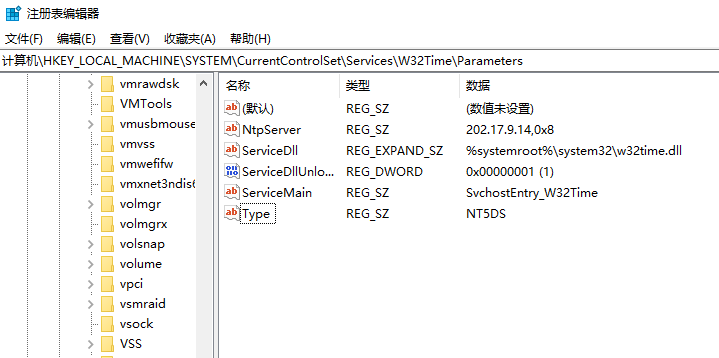 注册表编辑器
文件(F) 编辑(E) 查看(V) 收藏夹(A) 帮助(H)
计算机\HKEY_LOCAL_MACHINE\SYSTEM\CurrentControlSet\Services\W32Time\Parameters
vmrawdsk
VMTools
vmusbmouse
vmvss
vmwefifw
vmxnet3ndis6
volmgr
volmgrx
volsnap
volume
vpci
vsmraid
vsock
VSS
名称 类型 数据
(默认) REG_SZ (数值未设置)
NtpServer REG_SZ 202.17.9.14,0x8
ServiceDll REG_EXPAND_SZ %systemroot%\system32\w32time.dll
ServiceDllUnlo... REG_DWORD 0x00000001 (1)
ServiceMain REG_SZ SvchostEntry_W32Time
Type REG_SZ NT5DS